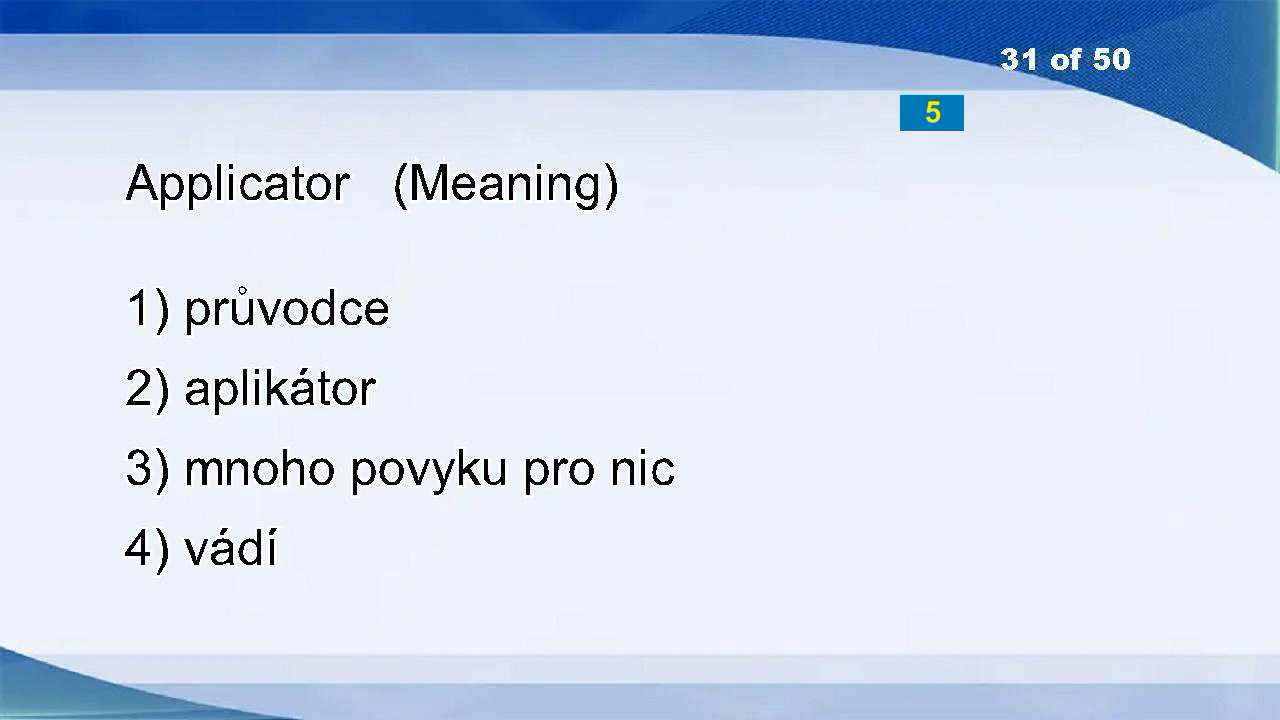 31 of 50
5
Applicator (Meaning)
1) průvodce
2) aplikátor
3) mnoho povyku pro nic
4) vádí